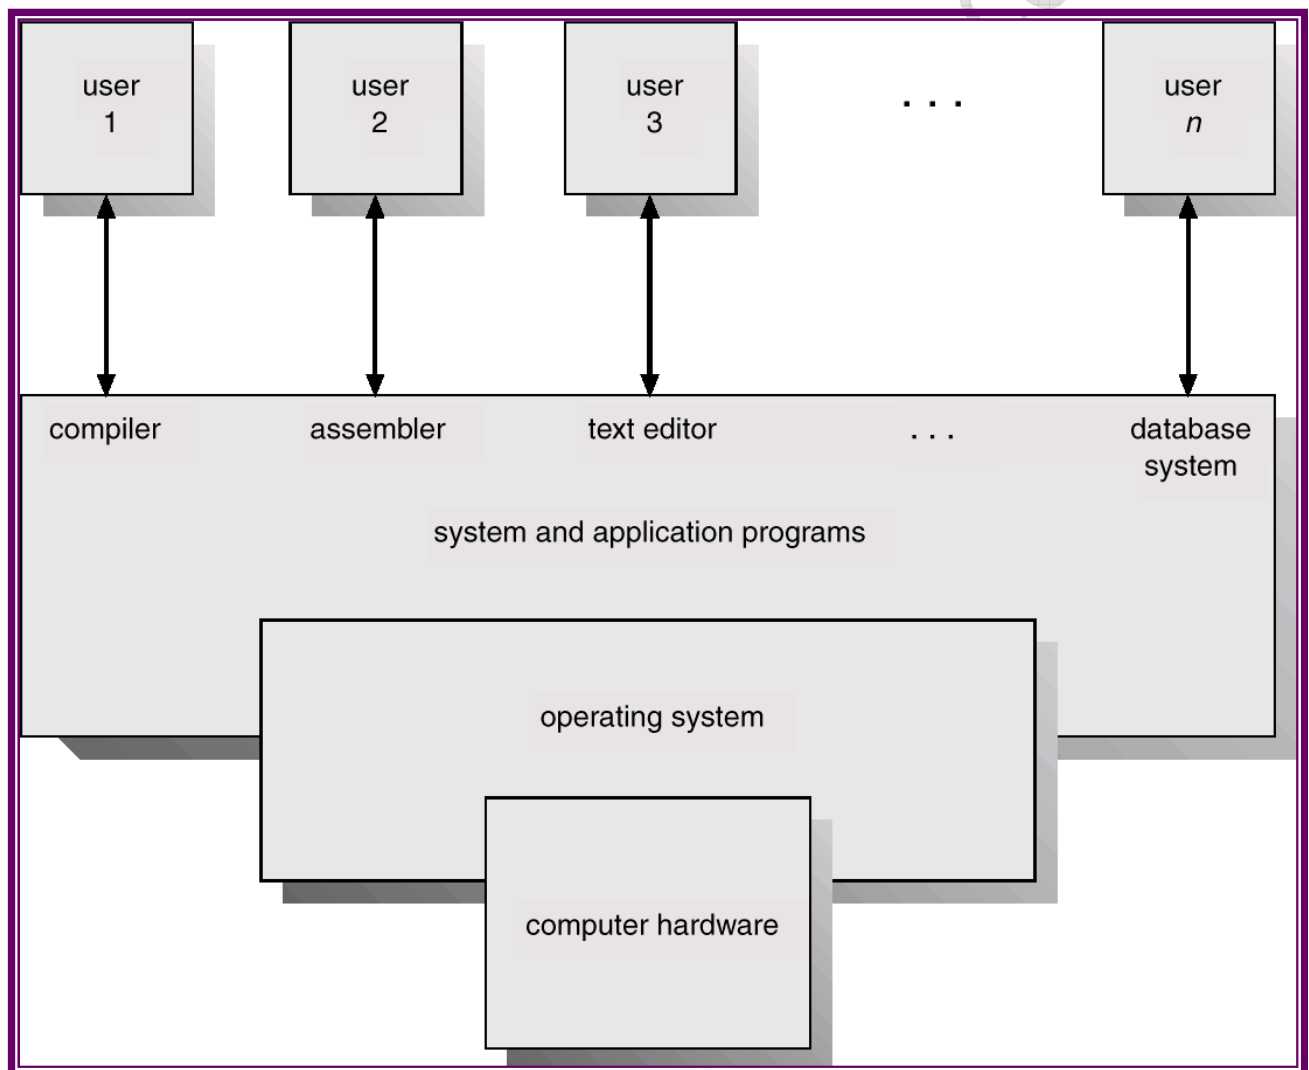 user
1
user
2
user
3
. . .
user
n
compiler
assembler
text editor
. . .
database
system
system and application programs
operating system
computer hardware